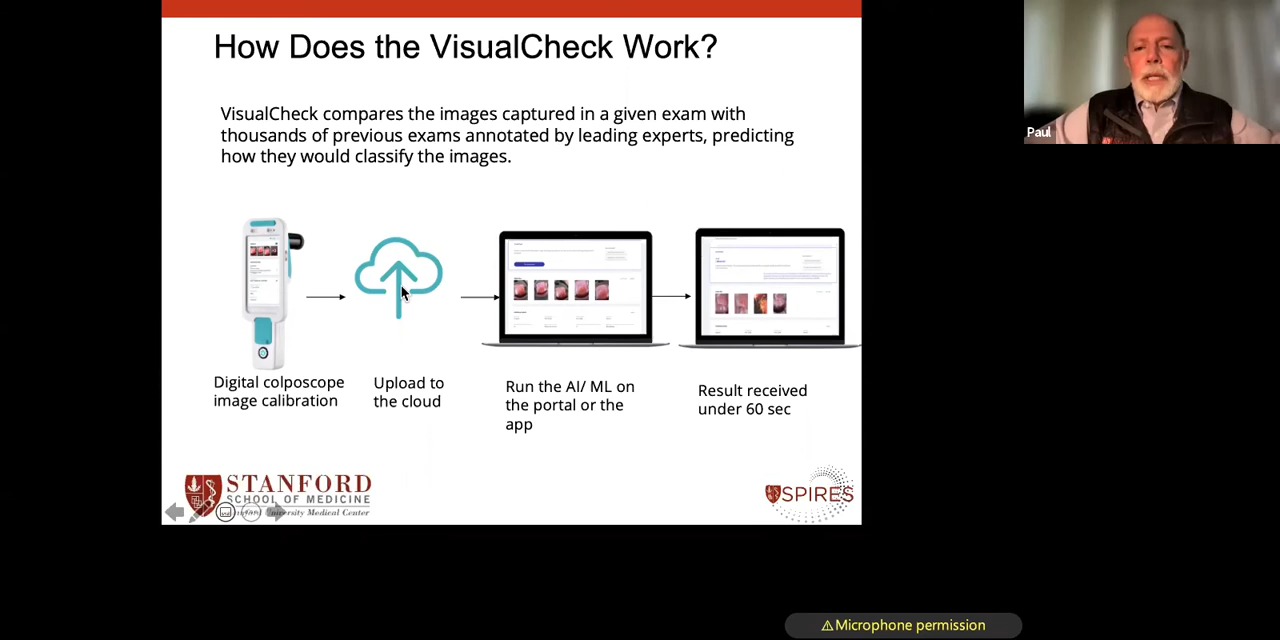 How Does the VisualCheck Work?
VisualCheck compares the images captured in a given exam with
thousands of previous exams annotated by leading experts, predicting
how they would classify the images.
Digital colposcope
image calibration
Upload to
the cloud
Run the AI/ ML on
the portal or the
app
Result received
under 60 sec
STANFORD
SCHOOL OF MEDICINE
University Medical Center
SPIRES
Paul
Microphone permission